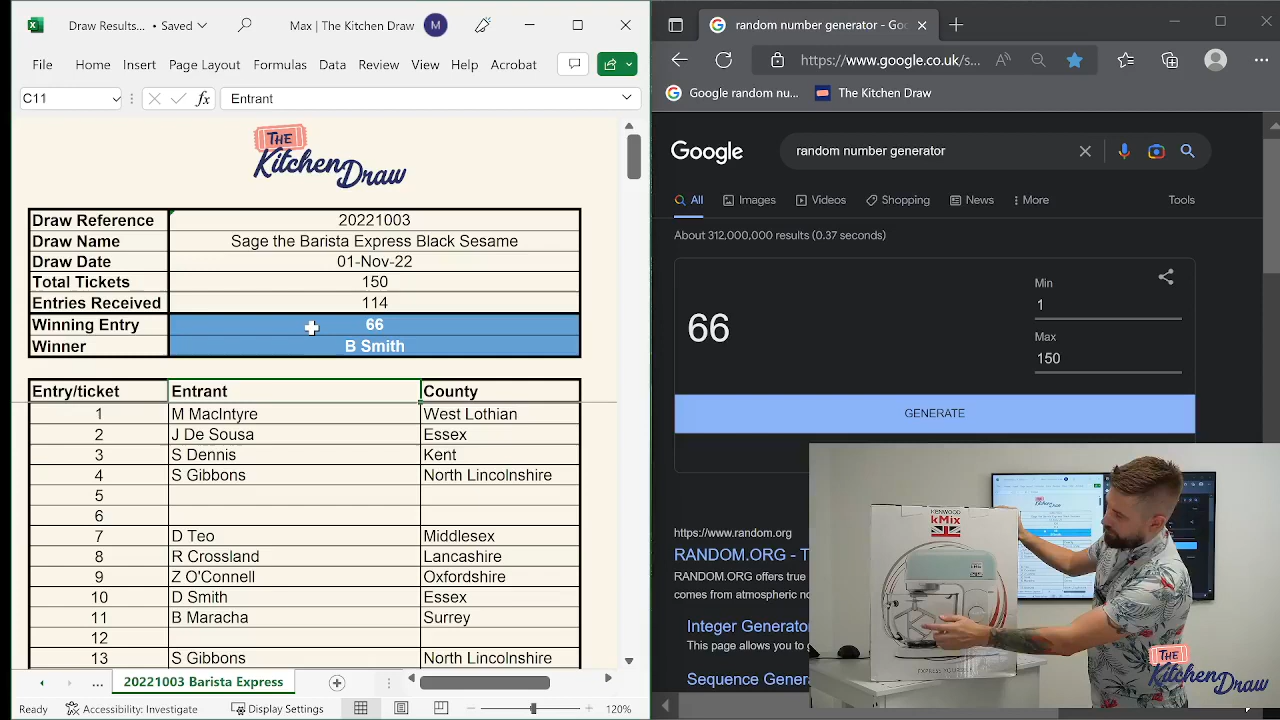 Draw Results... • Saved
Max | The Kitchen Draw
M
File Home Insert Page Layout Formulas Data Review View Help Acrobat
C11
fx
Entrant
THE
Kitchen Draw
Draw Reference 20221003
Draw Name Sage the Barista Express Black Sesame
Draw Date 01-Nov-22
Total Tickets 150
Entries Received 114
Winning Entry 66
Winner B Smith
Entry/ticket Entrant County
1 M MacIntyre West Lothian
2 J De Sousa Essex
3 S Dennis Kent
4 S Gibbons North Lincolnshire
5
6
7 D Teo Middlesex
8 R Crossland Lancashire
9 Z O'Connell Oxfordshire
10 D Smith Essex
11 B Maracha Surrey
12
13 S Gibbons North Lincolnshire
... 20221003 Barista Express
Ready Accessibility: Investigate Display Settings 120%
random number generator - Goo
https://www.google.co.uk/s...
Google random nu... The Kitchen Draw
Google
random number generator
All Images Videos Shopping News More Tools
About 312,000,000 results (0.37 seconds)
66
Min
1
Max
150
GENERATE
https://www.random.org
RANDOM.ORG - T
RANDOM.ORG offers true
comes from atmospheric no
Integer Generator
This page allows you to g
Sequence Genera
KENWOOD
kMix
THE
Kitchen Draw